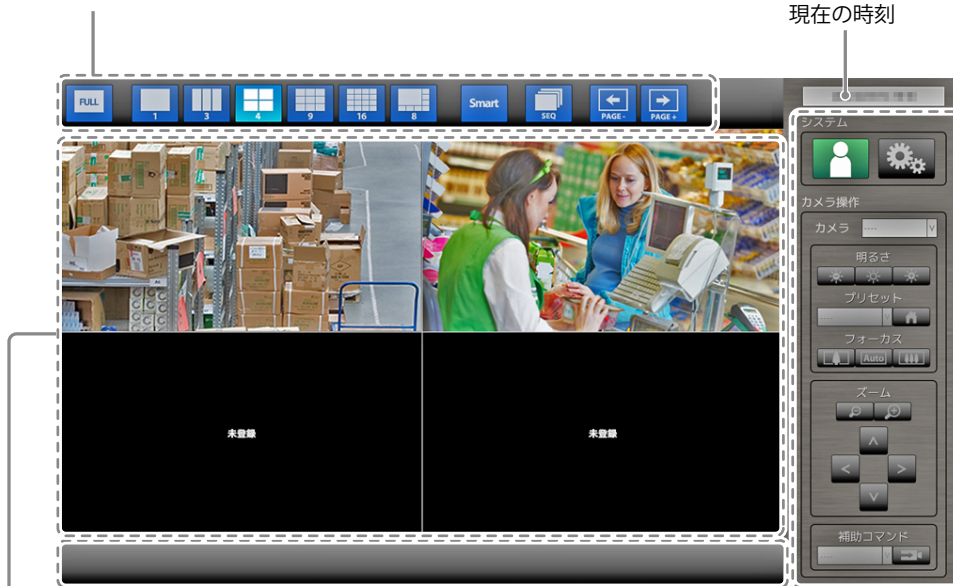 現在の時刻
FULL
1
3
4
9
16
8
Smart
SEQ
PAGE-
PAGE+
システム
カメラ操作
カメラ
----
明るさ
プリセット
----
フォーカス
Auto
ズーム
未登録
未登録
補助コマンド
----